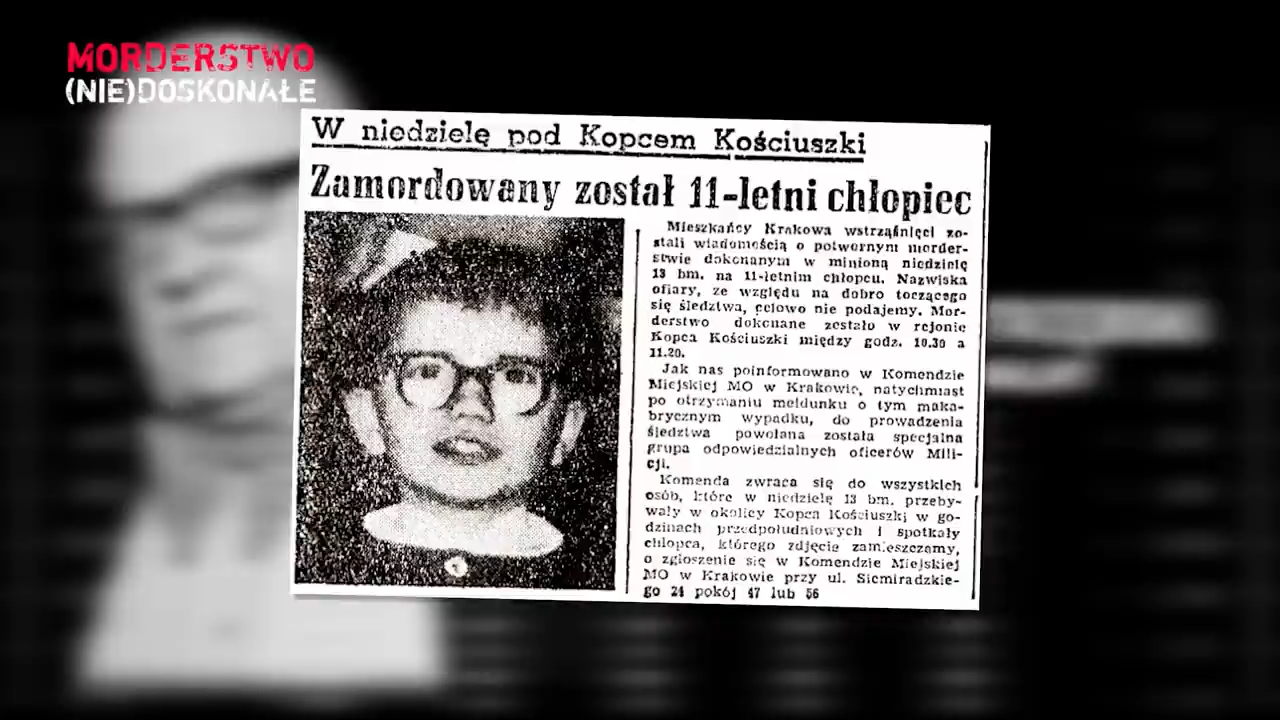 MORDERSTWO
(NIE)DOSKONAŁE
W niedzielę pod Kopcem Kościuszki
Zamordowany został 11-letni chłopiec
Mieszkańcy Krakowa wstrząśnięci zo-
stali wiadomością o potwornym morder-
stwie dokonanym w minioną niedzielę
13 bm. na 11-letnim chłopcu. Nazwiska
ofiary, ze względu na dobro toczącego
się śledztwa, celowo nie podajemy. Mor-
derstwo dokonane zostało w rejonie
Kopca Kościuszki między godz. 10.30 a
11.20.
Jak nas poinformowano w Komendzie
Miejskiej MO w Krakowie, natychmiast
po otrzymaniu meldunku o tym maka-
brycznym wypadku, do prowadzenia
śledztwa powołana została specjalna
grupa odpowiedzialnych oficerów Mili-
cji.
Komenda zwraca się do wszystkich
osób, które w niedzielę 13 bm. przeby-
wały w okolicy Kopca Kościuszki w go-
dzinach przedpołudniowych i spotkały
chłopca, którego zdjęcie zamieszczamy,
o zgłoszenie się w Komendzie Miejskiej
MO w Krakowie przy ul. Siemiradzkie-
go 24 pokój 47 lub 56